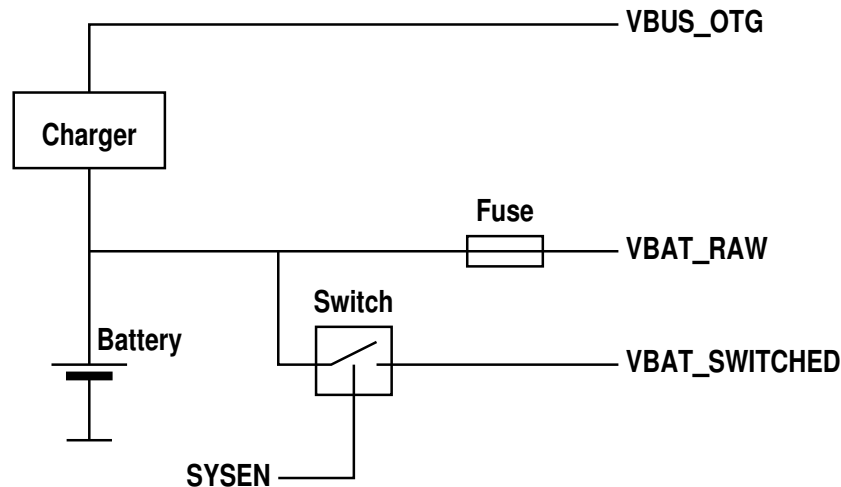 VBUS_OTG
Charger
Fuse
VBAT_RAW
Switch
Battery
VBAT_SWITCHED
SYSEN